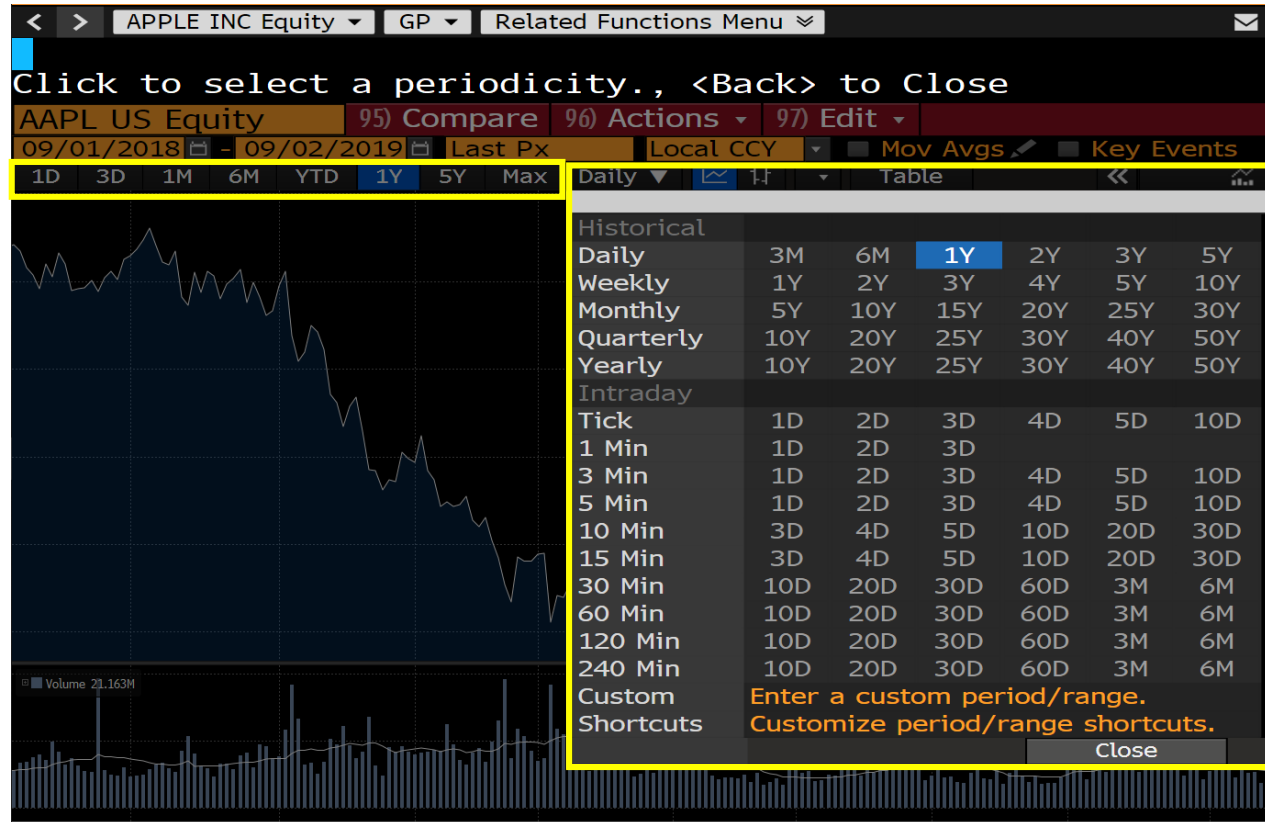 < > APPLE INC Equity ▼ GP ▼ Related Functions Menu
Click to select a periodicity., <Back> to Close
AAPL US Equity 95) Compare 96) Actions 97) Edit
09/01/2018 - 09/02/2019 Last Px Local CCY Mov Avgs Key Events
1D 3D 1M 6M YTD 1Y 5Y Max Daily ▼ Table «
Historical
Daily 3M 6M 1Y 2Y 3Y 5Y
Weekly 1Y 2Y 3Y 4Y 5Y 10Y
Monthly 5Y 10Y 15Y 20Y 25Y 30Y
Quarterly 10Y 20Y 25Y 30Y 40Y 50Y
Yearly 10Y 20Y 25Y 30Y 40Y 50Y
Intraday
Tick 1D 2D 3D 4D 5D 10D
1 Min 1D 2D 3D
3 Min 1D 2D 3D 4D 5D 10D
5 Min 1D 2D 3D 4D 5D 10D
10 Min 3D 4D 5D 10D 20D 30D
15 Min 3D 4D 5D 10D 20D 30D
30 Min 10D 20D 30D 60D 3M 6M
60 Min 10D 20D 30D 60D 3M 6M
120 Min 10D 20D 30D 60D 3M 6M
240 Min 10D 20D 30D 60D 3M 6M
Volume 21.163M
Custom Enter a custom period/range.
Shortcuts Customize period/range shortcuts.
Close